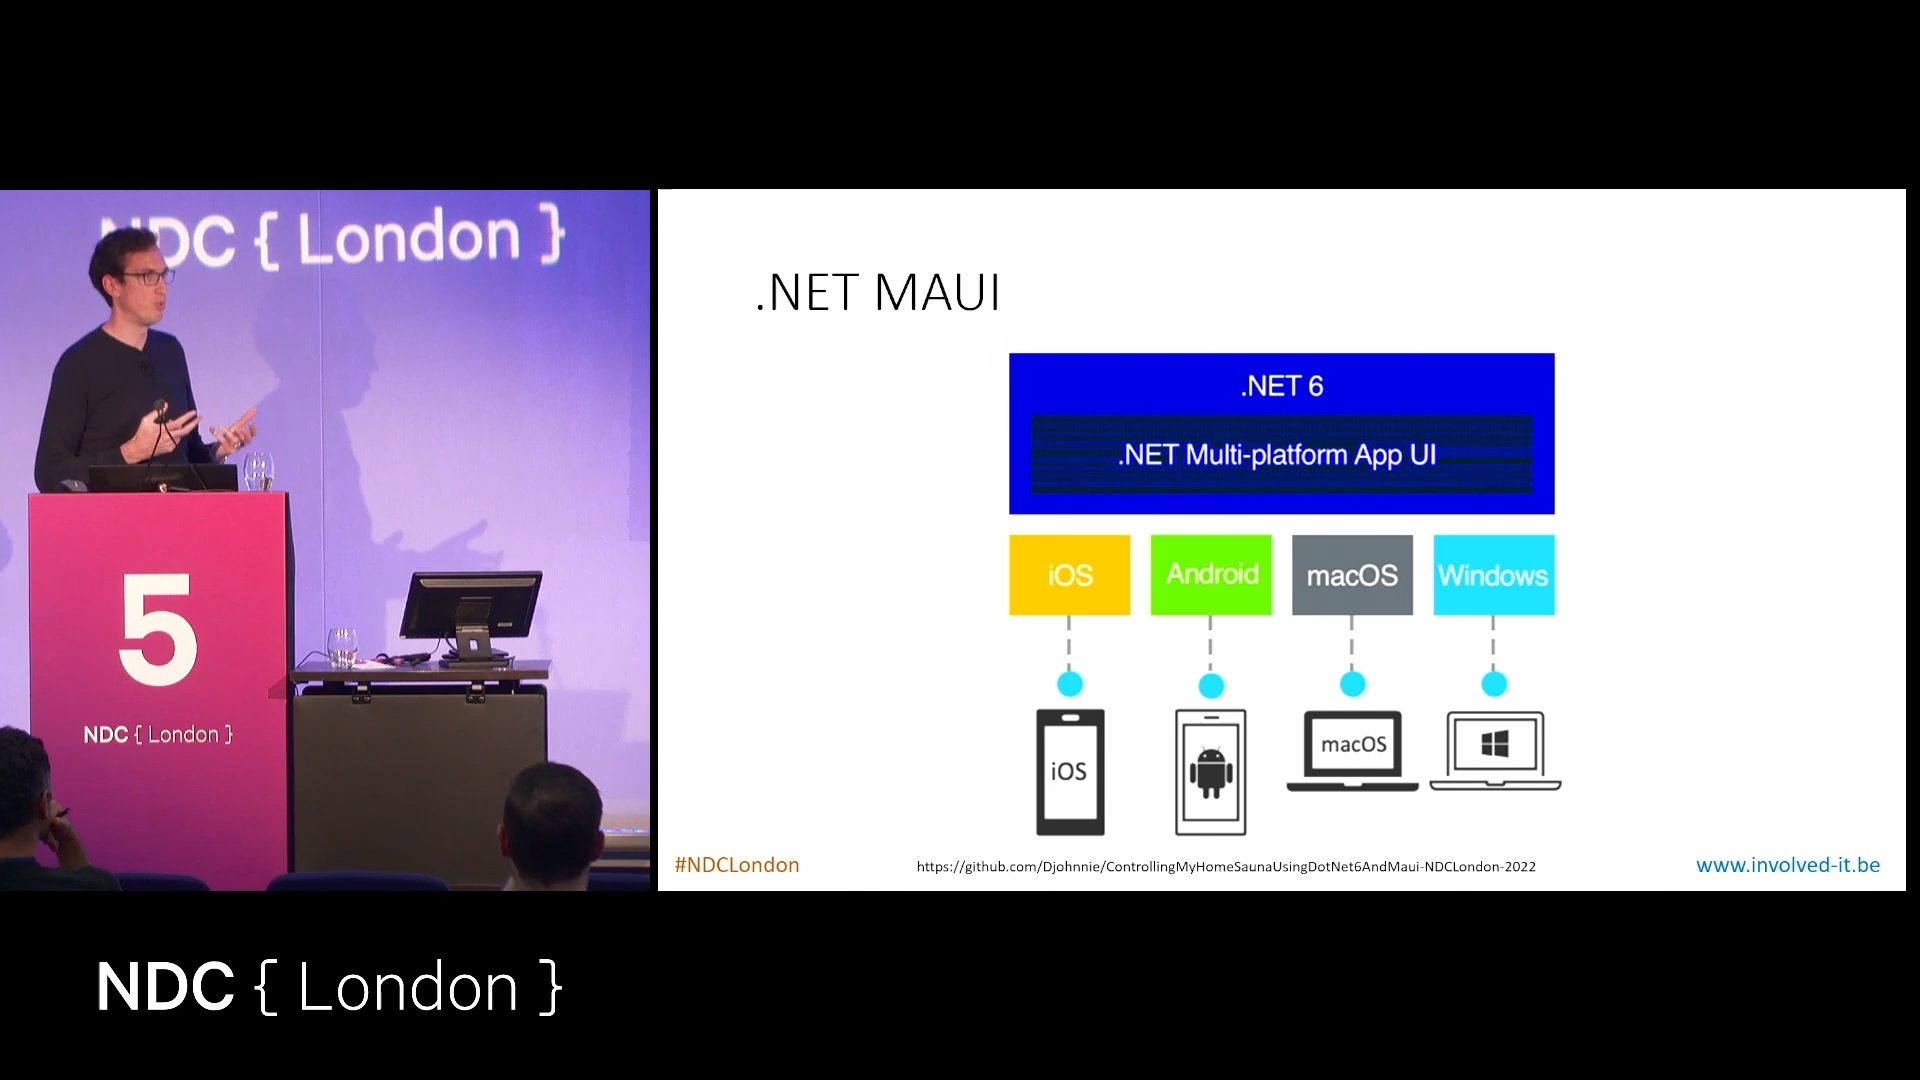 NDC { London }
5
NDC { London }
.NET MAUI
.NET 6
.NET Multi-platform App UI
iOS
Android
macOS
Windows
iOS
macOS
#NDCLondon
https://github.com/Djohnnie/ControllingMyHomeSaunaUsingDotNet6AndMaui-NDCLondon-2022
www.involved-it.be
NDC { London }